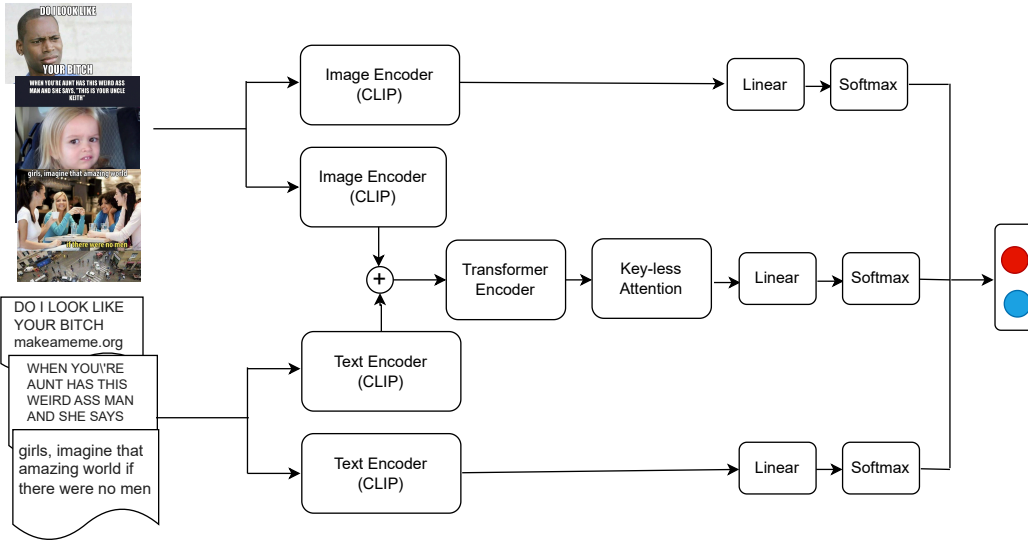 DO I LOOK LIKE
YOUR BITCH
WHEN YOU'RE AUNT HAS THIS WEIRD ASS
MAN AND SHE SAYS, "THIS IS YOUR UNCLE
KEITH"
girls, imagine that amazing world
if there were no men
DO I LOOK LIKE
YOUR BITCH
makeameme.org
WHEN YOU\'RE
AUNT HAS THIS
WEIRD ASS MAN
AND SHE SAYS
girls, imagine that
amazing world if
there were no men
Image Encoder
(CLIP)
Linear
Softmax
Image Encoder
(CLIP)
+
Transformer
Encoder
Key-less
Attention
Linear
Softmax
Text Encoder
(CLIP)
Text Encoder
(CLIP)
Linear
Softmax